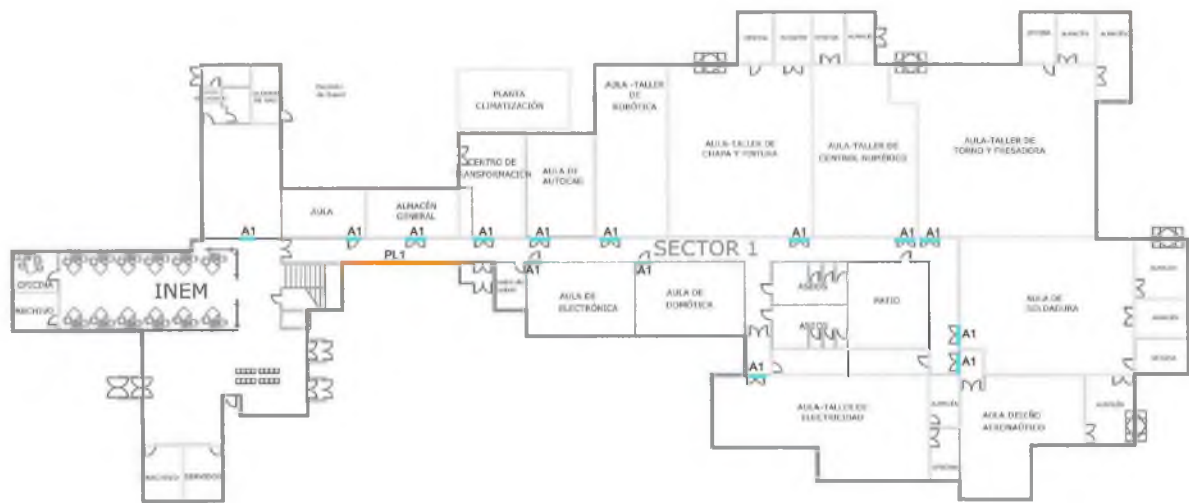 OFICINA
ALMACÉN
PLANTA
CLIMATIZACIÓN
AULA -TALLER
DE
ROBÓTICA
AULA-TALLER DE
CHAPA Y PINTURA
AULA-TALLER DE
CONTROL NUMÉRICO
AULA-TALLER DE
TORNO Y FRESADORA
CENTRO DE
TRANSFORMACIÓN
AULA DE
AUTOCAD
AULA
ALMACÉN
GENERAL
A1
A1
A1
A1
A1
A1
A1
A1
A1
SECTOR 1
PL1
A1
A1
OFICINA
INEM
ARCHIVO
AULA DE
ELECTRÓNICA
AULA DE
DOMÓTICA
ASEOS
PATIO
AULA DE
SOLDADURA
ASEOS
A1
A1
A1
AULA-TALLER DE
ELECTRICIDAD
AULA DISEÑO
AERONAÚTICO
ARCHIVO
SERVIDOR